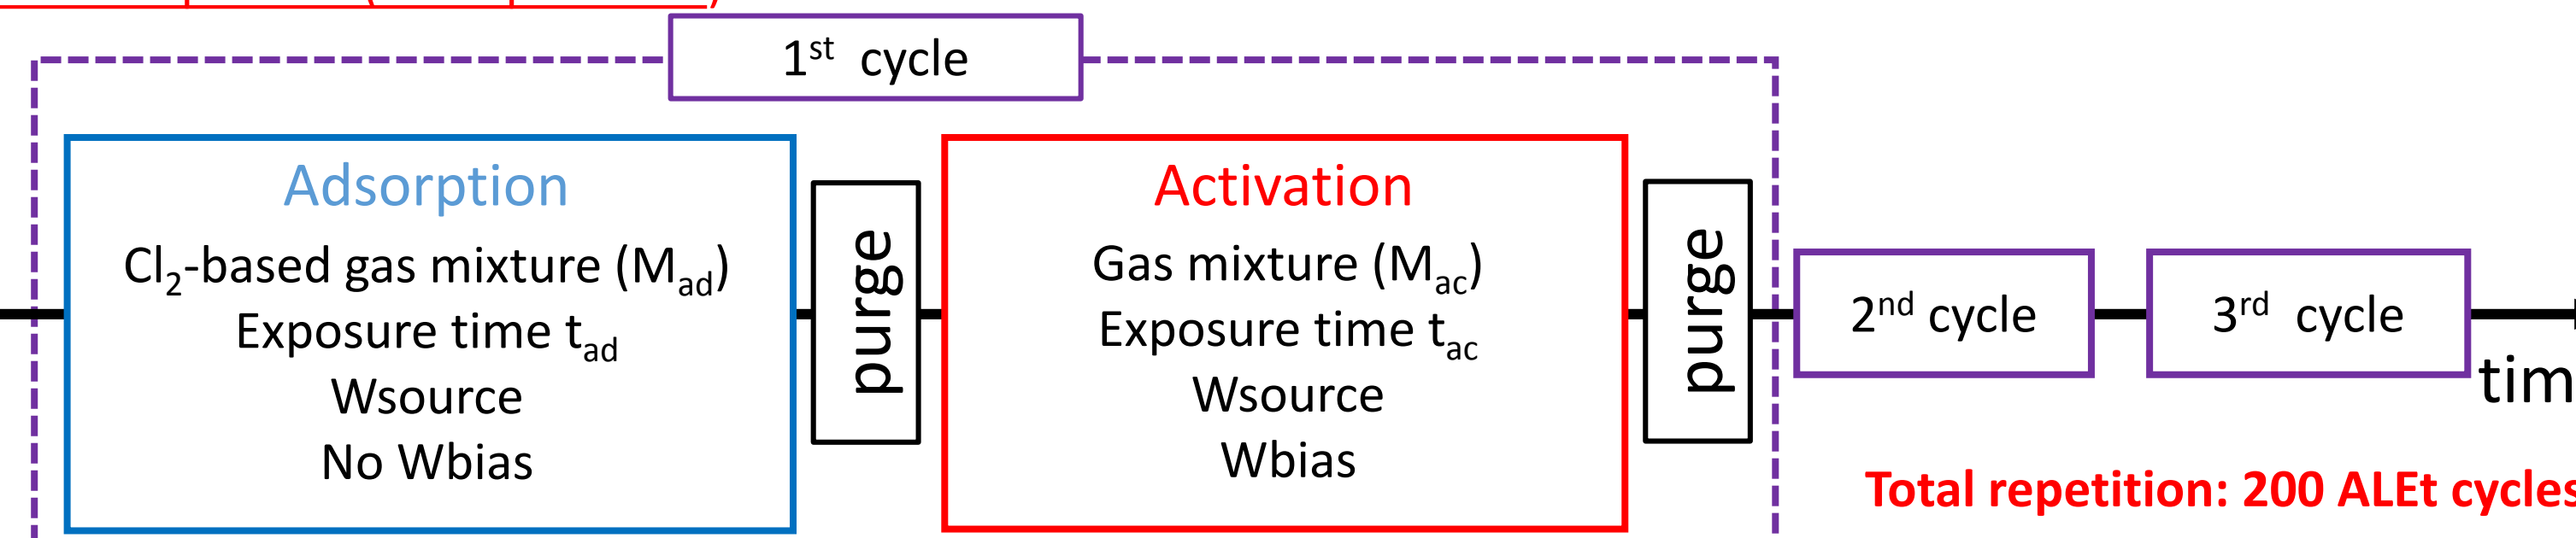 1st cycle
Adsorption
Cl2-based gas mixture (Mad)
Exposure time tad
Wsource
No Wbias
purge
Activation
Gas mixture (Mac)
Exposure time tac
Wsource
Wbias
purge
2nd cycle
3rd cycle
tim
Total repetition: 200 ALEt cycles